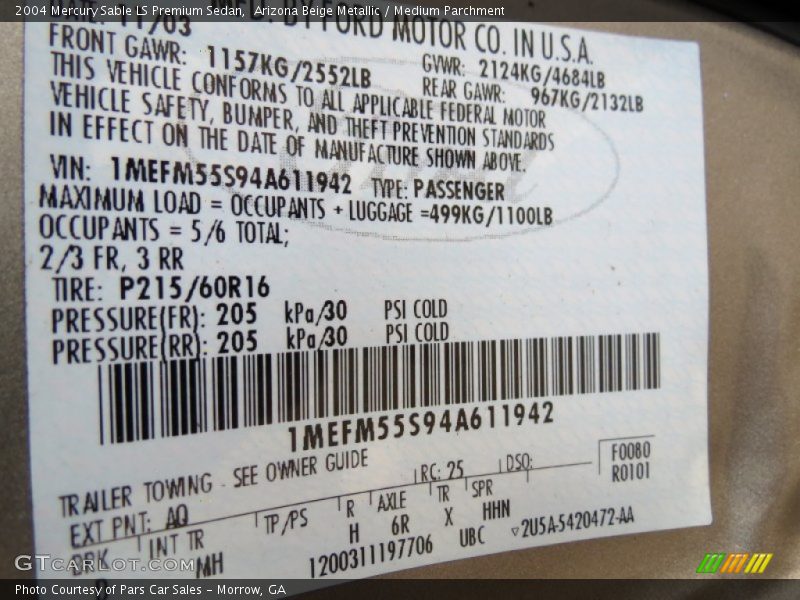 2004 Mercury Sable LS Premium Sedan, / Arizona Beige Metallic / Medium Parchment
DATE: 11/03 MFD. BY FORD MOTOR CO. IN U.S.A.
FRONT GAWR: 1157KG/2552LB GVWR: 2124KG/4684LB
REAR GAWR: 967KG/2132LB
THIS VEHICLE CONFORMS TO ALL APPLICABLE FEDERAL MOTOR
VEHICLE SAFETY, BUMPER, AND THEFT PREVENTION STANDARDS
IN EFFECT ON THE DATE OF MANUFACTURE SHOWN ABOVE.
VIN: 1MEFM55S94A611942 TYPE: PASSENGER
MAXIMUM LOAD = OCCUPANTS + LUGGAGE =499KG/1100LB
OCCUPANTS = 5/6 TOTAL;
2/3 FR, 3 RR
TIRE: P215/60R16
PRESSURE(FR): 205 kPa/30 PSI COLD
PRESSURE(RR): 205 kPa/30 PSI COLD
1MEFM55S94A611942
TRAILER TOWING - SEE OWNER GUIDE
EXT PNT: AQ RC: 25 DSO: F0080
R0101
BRK INT TR TP/PS R AXLE TR SPR
MH H 6R X HHN
1200311197706 UBC ▿2U5A-5420472-AA
GTCarLot.com
Photo Courtesy of Pars Car Sales - Morrow, GA